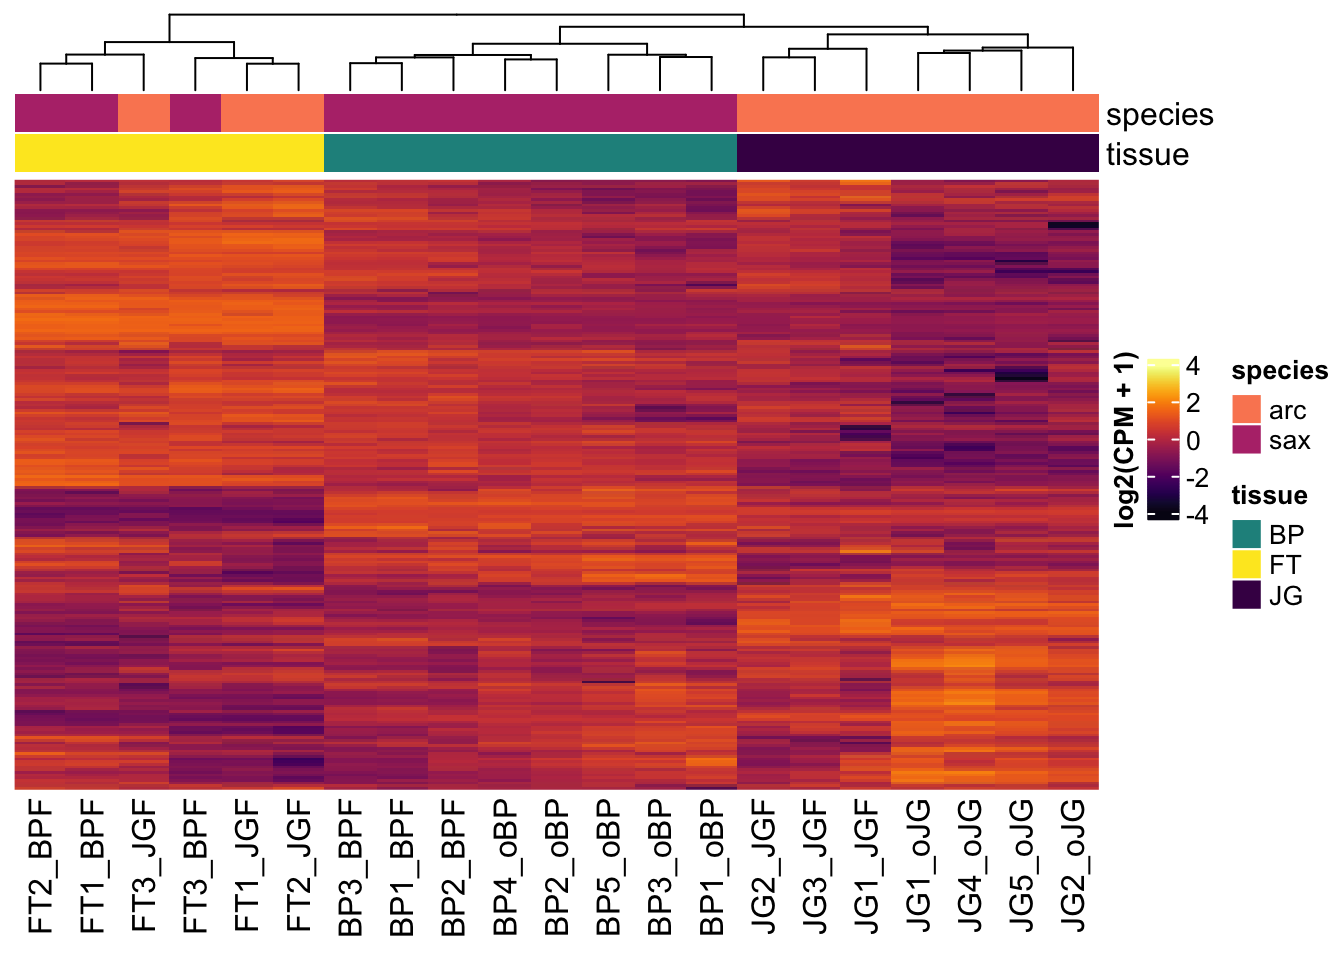 species
tissue
log2(CPM + 1)
4
2
0
-2
-4
species
arc
sax
tissue
BP
FT
JG
FT2_BPF
FT1_BPF
FT3_JGF
FT3_BPF
FT1_JGF
FT2_JGF
BP3_BPF
BP1_BPF
BP2_BPF
BP4_oBP
BP2_oBP
BP5_oBP
BP3_oBP
BP1_oBP
JG2_JGF
JG3_JGF
JG1_JGF
JG1_oJG
JG4_oJG
JG5_oJG
JG2_oJG